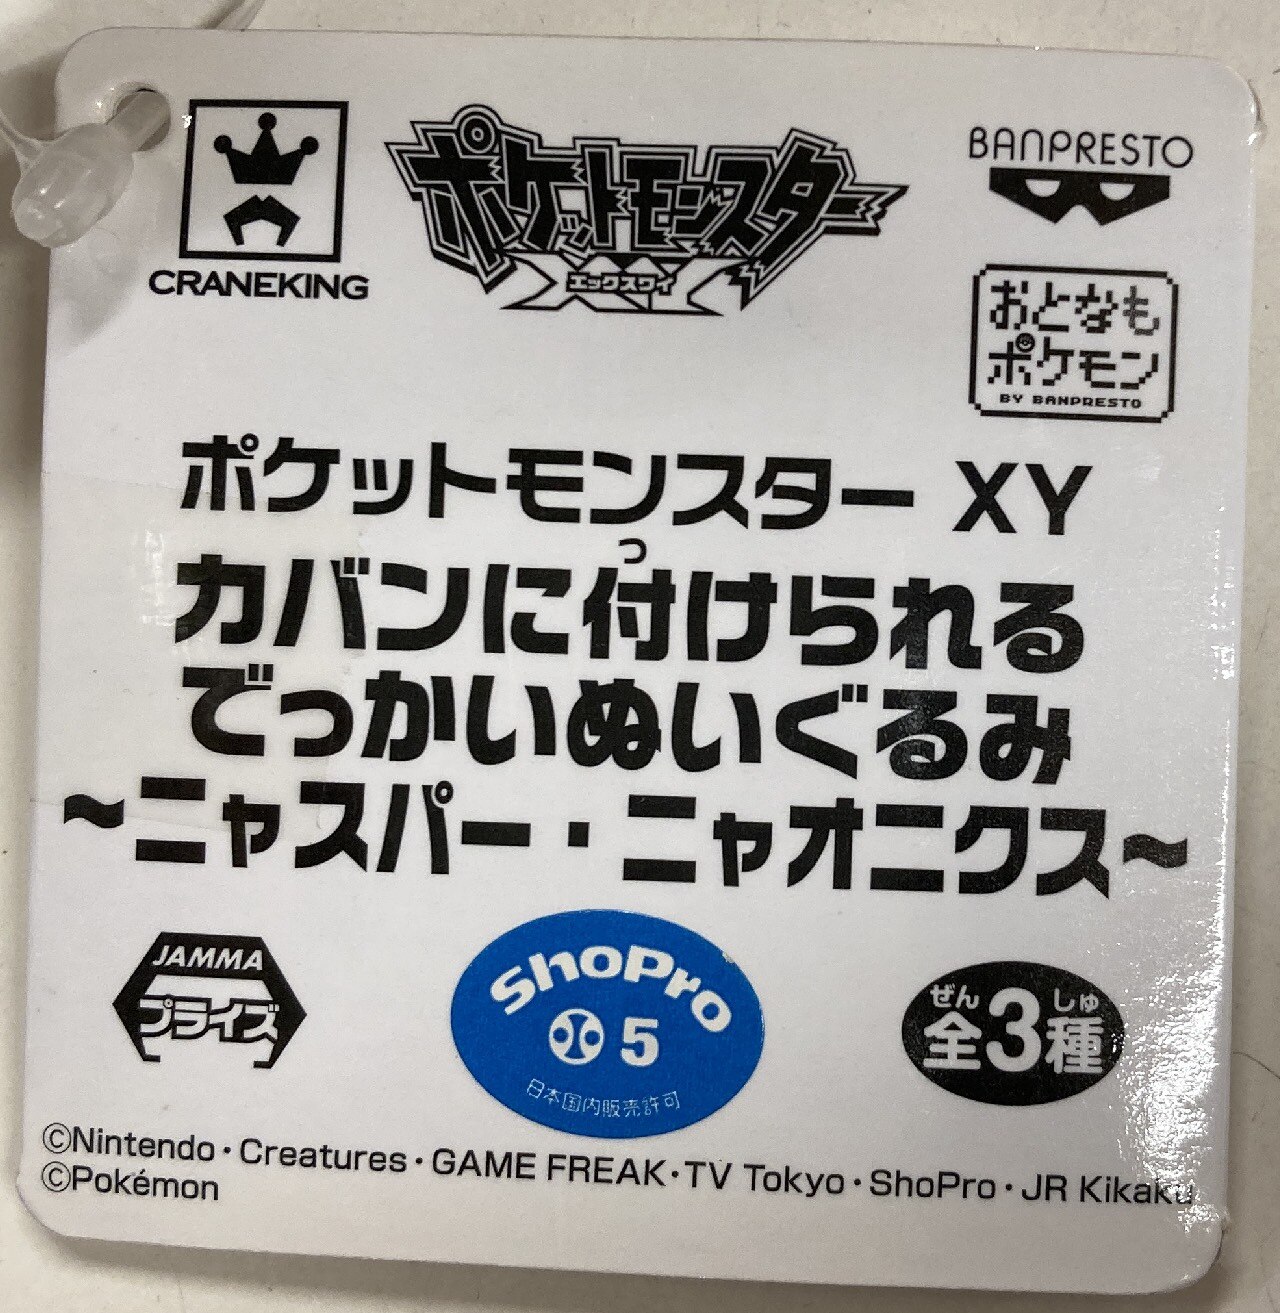 CRANEKING
ポケットモンスター
XY
エックスワイ
BANPRESTO
おとなも
ポケモン
BY BANPRESTO
ポケットモンスター XY
つ
カバンに付けられる
でっかいぬいぐるみ
～ニャスパー・ニャオニクス～
JAMMA
プライズ
ShoPro
5
日本国内販売許可
ぜん しゅ
全3種
©Nintendo・Creatures・GAME FREAK・TV Tokyo・ShoPro・JR Kikaku
©Pokémon